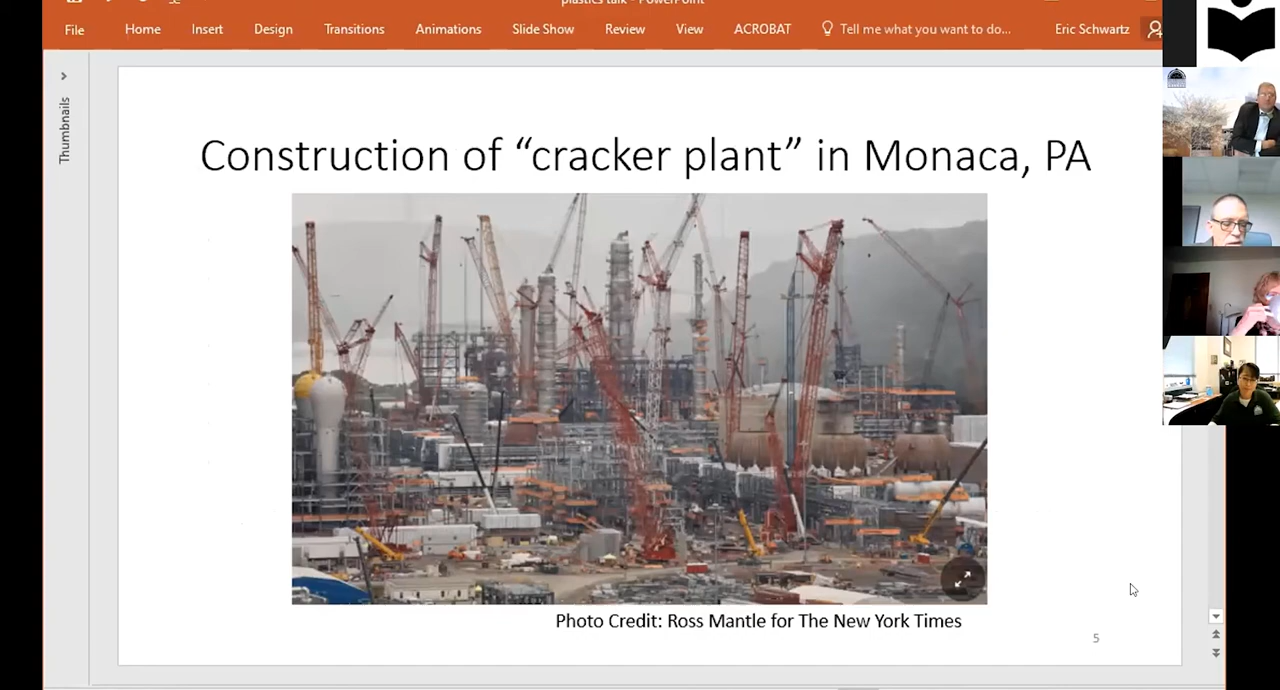 plastics talk - PowerPoint
File Home Insert Design Transitions Animations Slide Show Review View ACROBAT Tell me what you want to do... Eric Schwartz
Thumbnails
Construction of “cracker plant” in Monaca, PA
Photo Credit: Ross Mantle for The New York Times
5